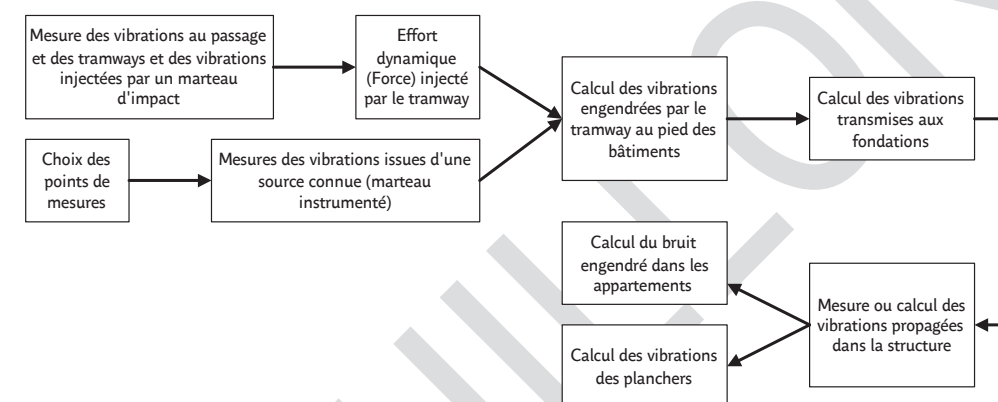 Mesure des vibrations au passage
et des tramways et des vibrations
injectées par un marteau
d'impact
Effort
dynamique
(Force) injecté
par le tramway
Choix des
points de
mesures
Mesures des vibrations issues d'une
source connue (marteau
instrumenté)
Calcul des vibrations
engendrées par le
tramway au pied des
bâtiments
Calcul des vibrations
transmises aux
fondations
Mesure ou calcul des
vibrations propagées
dans la structure
Calcul du bruit
engendré dans les
appartements
Calcul des vibrations
des planchers